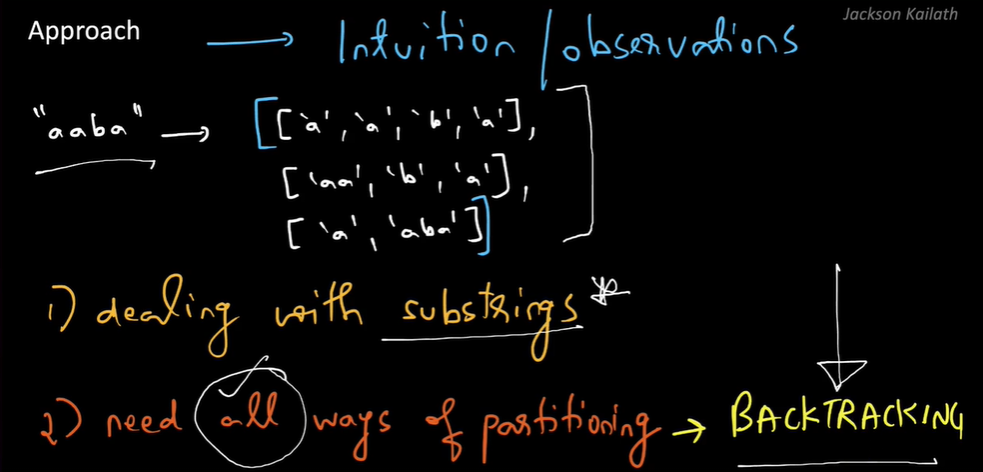 Jackson Kailath
Approach → Intuition / observations
"aaba" → [['a', 'a', 'b', 'a'],
['aa', 'b', 'a'],
['a', 'aba']]
1) dealing with substrings *
2) need all ways of partitioning → BACKTRACKING